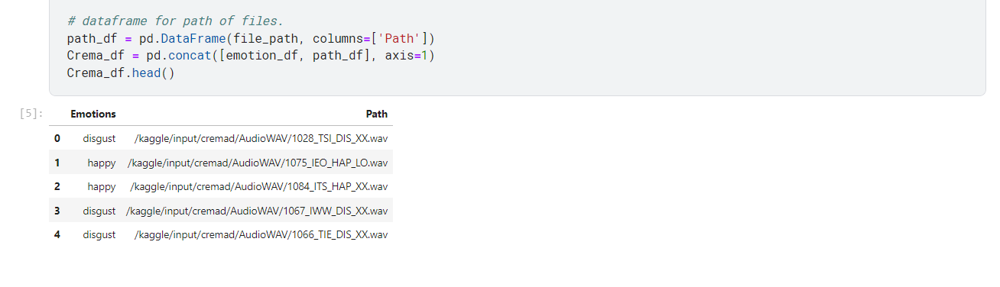 # dataframe for path of files.
path_df = pd.DataFrame(file_path, columns=['Path'])
Crema_df = pd.concat([emotion_df, path_df], axis=1)
Crema_df.head()
[5]:
Emotions Path
0 disgust /kaggle/input/cremad/AudioWAV/1028_TSI_DIS_XX.wav
1 happy /kaggle/input/cremad/AudioWAV/1075_IEO_HAP_LO.wav
2 happy /kaggle/input/cremad/AudioWAV/1084_ITS_HAP_XX.wav
3 disgust /kaggle/input/cremad/AudioWAV/1067_IWW_DIS_XX.wav
4 disgust /kaggle/input/cremad/AudioWAV/1066_TIE_DIS_XX.wav